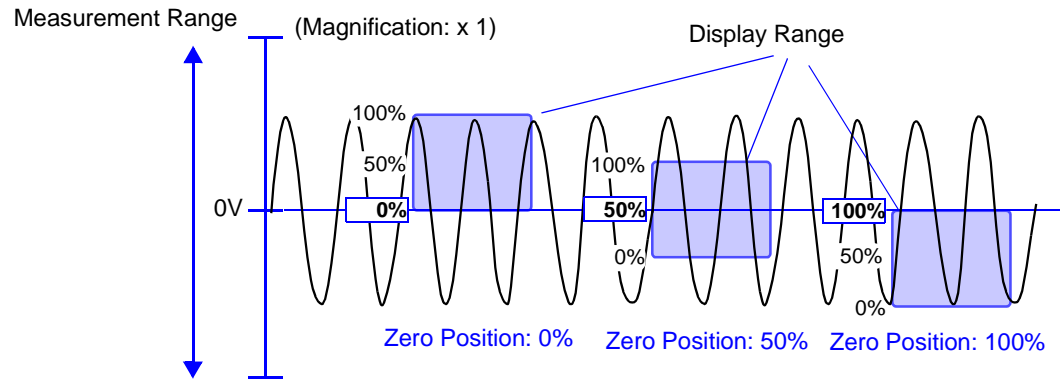 Measurement Range
(Magnification: x 1)
Display Range
100%
50%
0%
0V
100%
50%
0%
100%
50%
0%
Zero Position: 0%
Zero Position: 50%
Zero Position: 100%